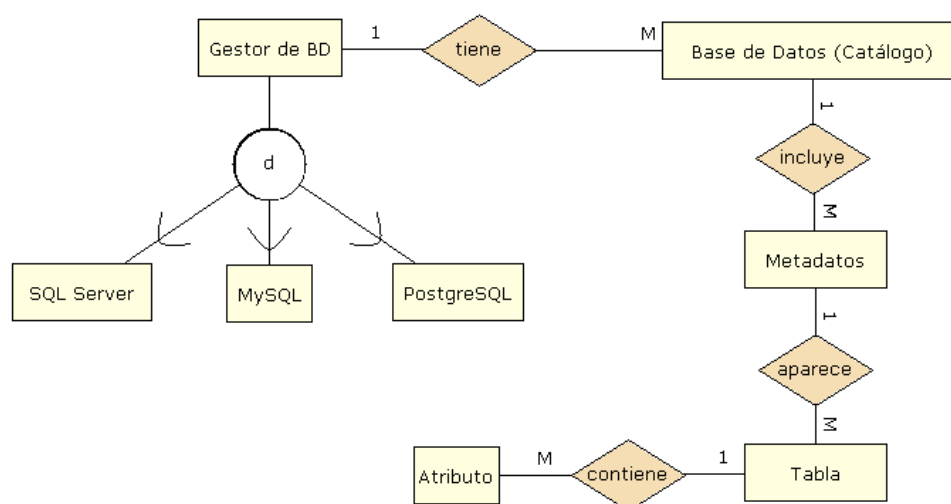 Gestor de BD
1
tiene
M
Base de Datos (Catálogo)
1
d
incluye
M
SQL Server
MySQL
PostgreSQL
Metadatos
1
aparece
M
Atributo
M
contiene
1
Tabla